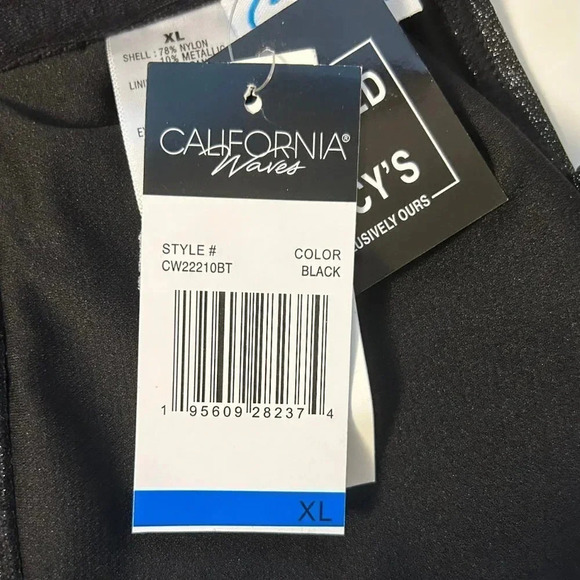 XL
SHELL: 78% NYLON
10% METALLIC
CALIFORNIA®
Waves
STYLE #
CW22210BT
COLOR
BLACK
1 95609 28237 4
XL
CY'S
LUSIVELY OURS